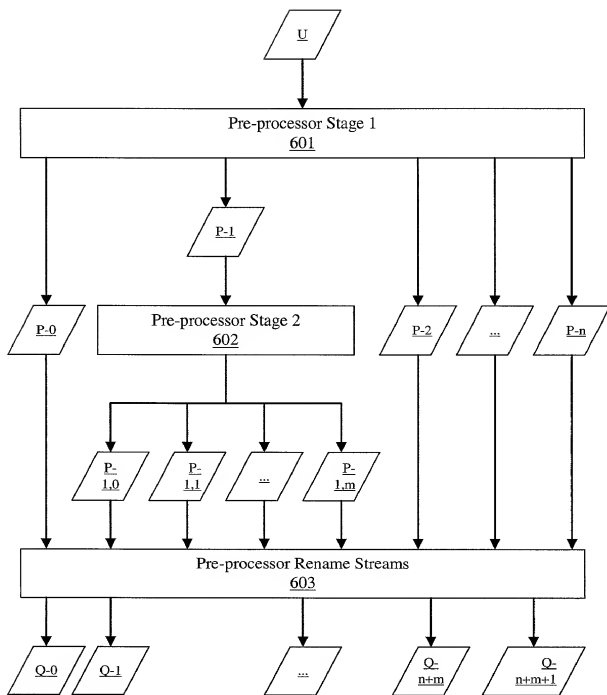 U
Pre-processor Stage 1
601
P-1
P-0
Pre-processor Stage 2
602
P-2
...
P-n
P-
1,0
P-
1,1
...
P-
1,m
Pre-processor Rename Streams
603
Q-0
Q-1
...
Q-
n+m
Q-
n+m+1